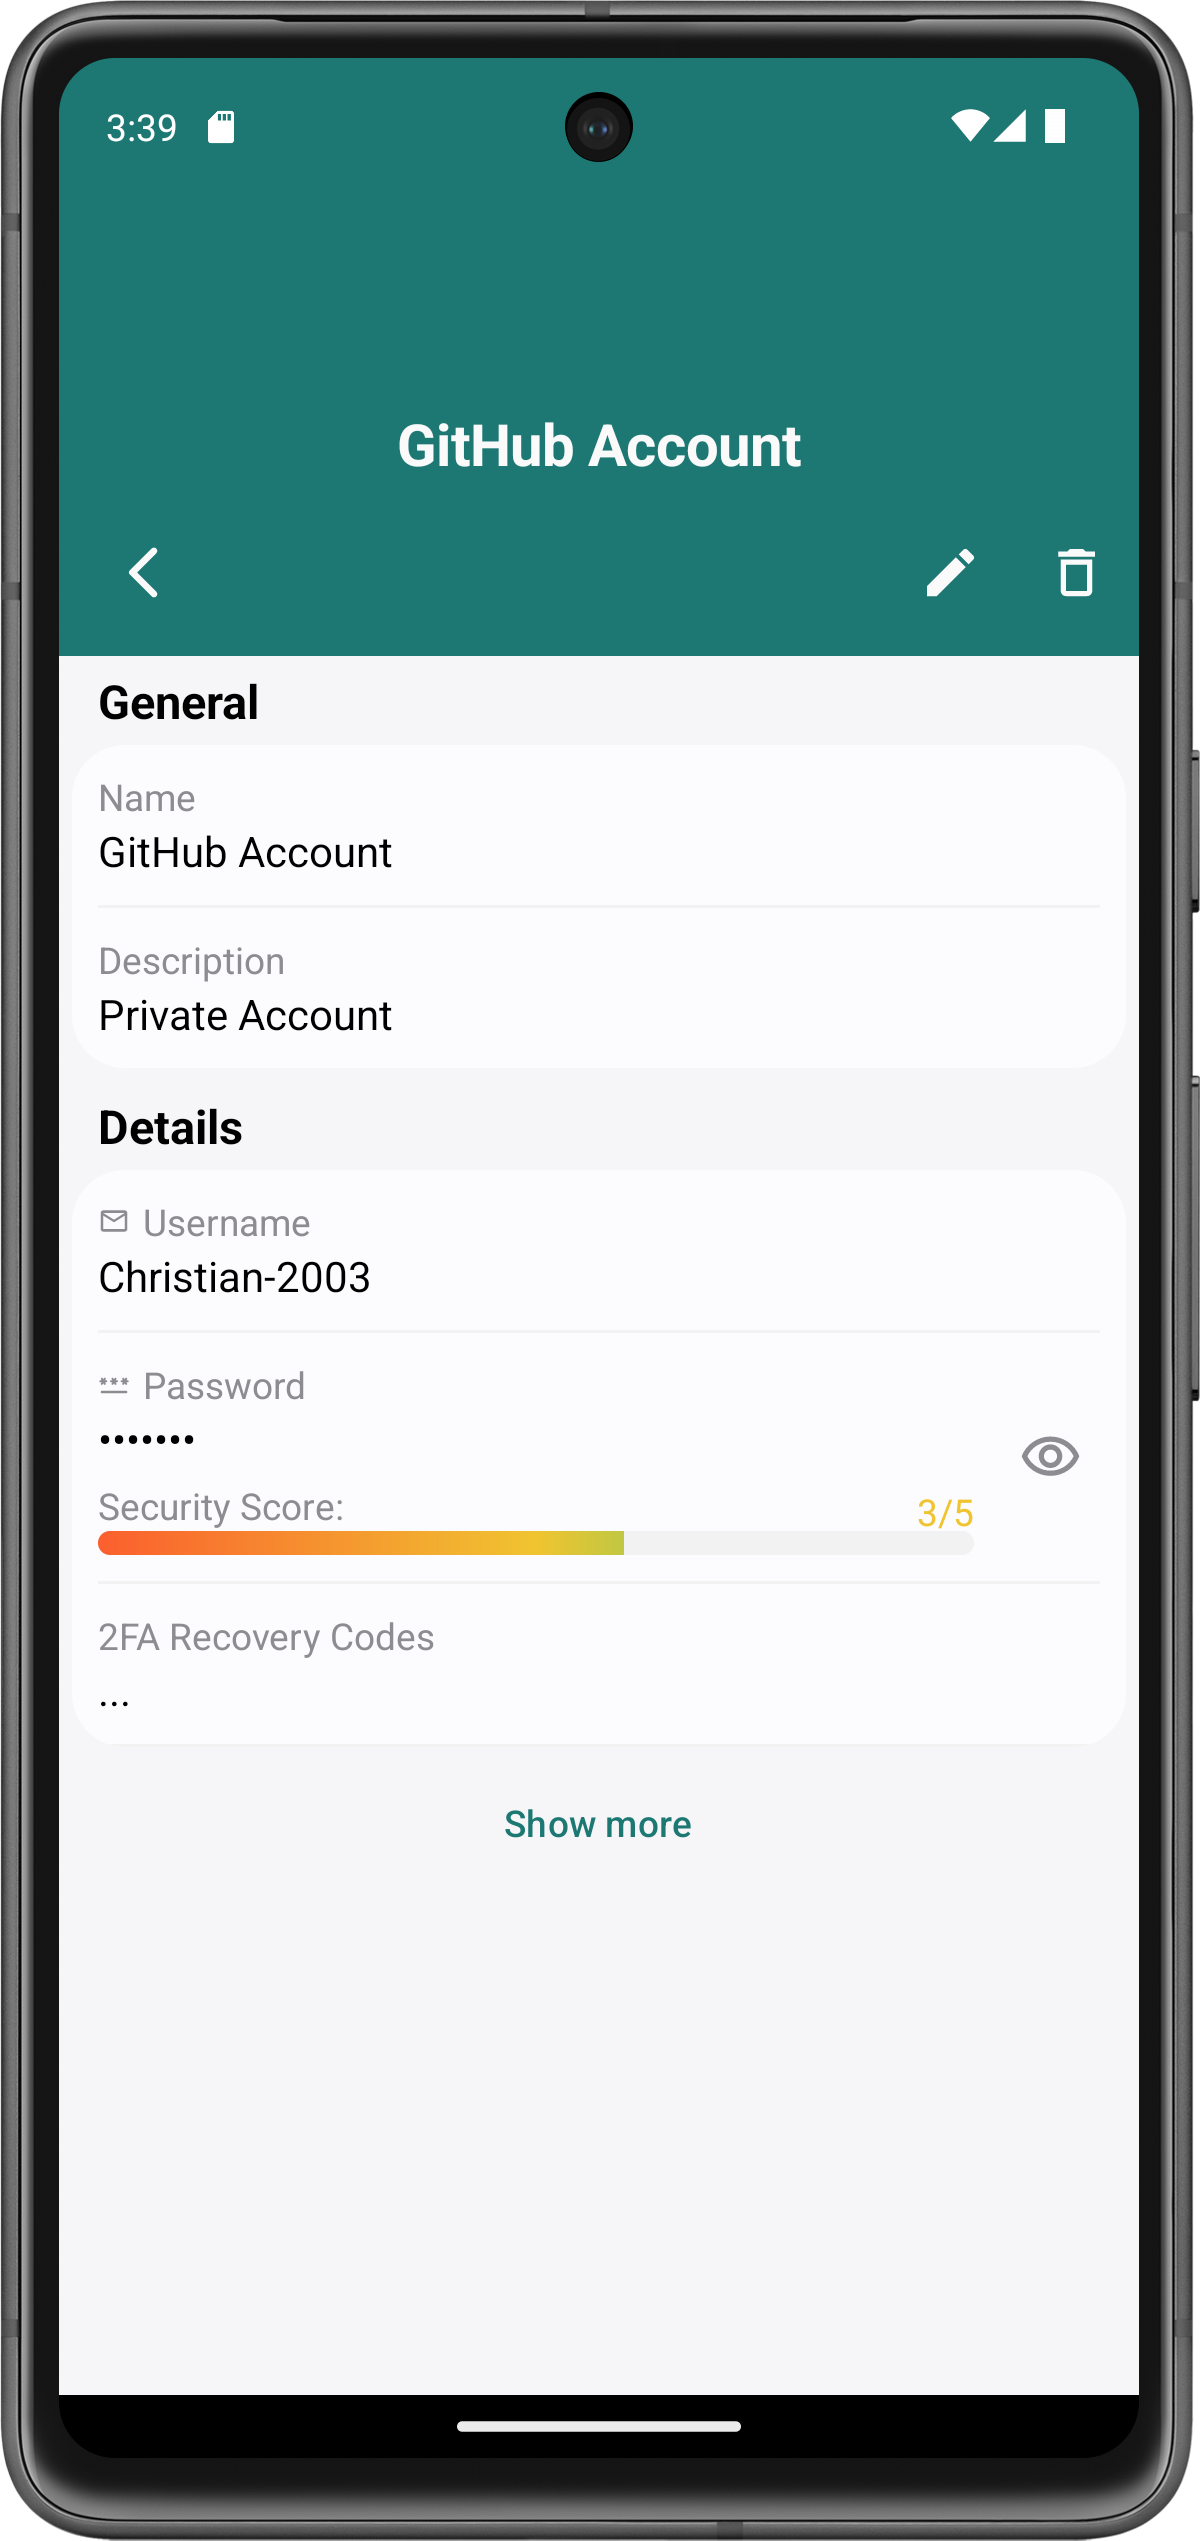 3:39
GitHub Account
General
Name
GitHub Account
Description
Private Account
Details
Username
Christian-2003
*** Password
•••••••
Security Score:
3/5
2FA Recovery Codes
...
Show more